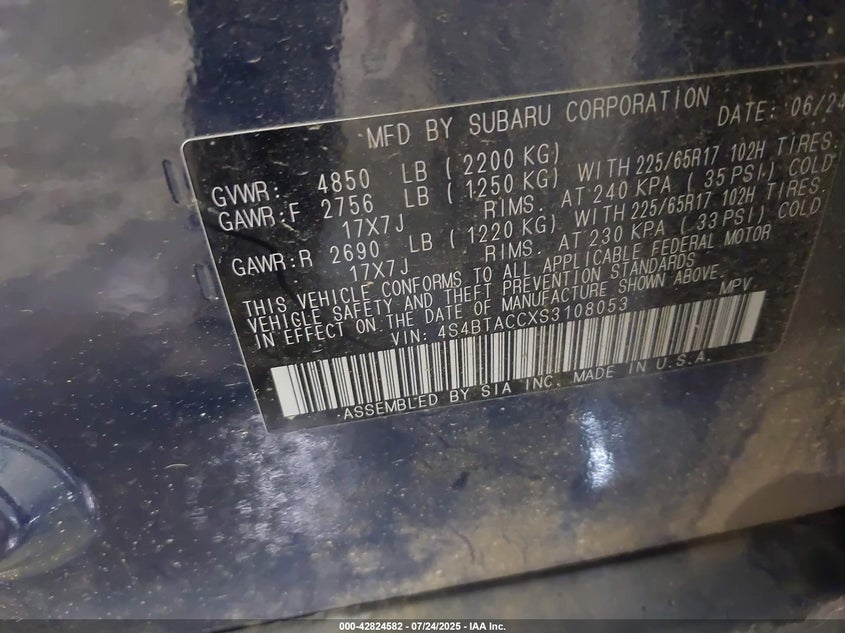 MFD BY SUBARU CORPORATION DATE: 06/24
GVWR: 4850 LB ( 2200 KG)
GAWR:F 2756 LB ( 1250 KG) WITH 225/65R17 102H TIRES.
17X7J RIMS. AT 240 KPA ( 35 PSI) COLD
GAWR:R 2690 LB ( 1220 KG) WITH 225/65R17 102H TIRES.
17X7J RIMS. AT 230 KPA ( 33 PSI) COLD
THIS VEHICLE CONFORMS TO ALL APPLICABLE FEDERAL MOTOR
VEHICLE SAFETY AND THEFT PREVENTION STANDARDS
IN EFFECT ON THE DATE OF MANUFACTURE SHOWN ABOVE.
VIN: 4S4BTACCXS3108053 MPV
ASSEMBLED BY SIA INC. MADE IN U.S.A.
000-42824582 - 07/24/2025 - IAA Inc.